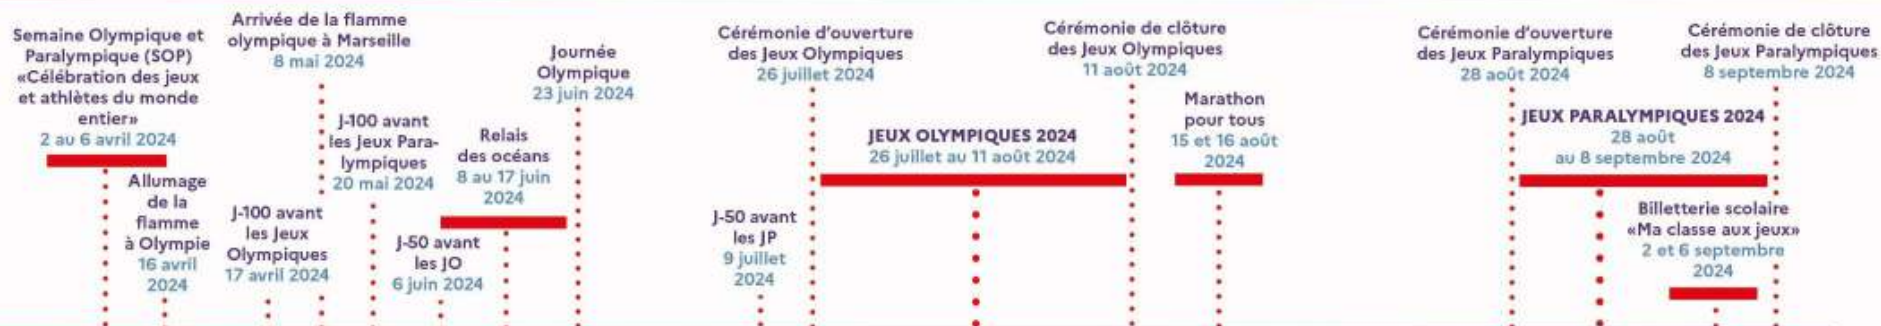 Semaine Olympique et
Paralympique (SOP)
«Célébration des jeux
et athlètes du monde
entier»
2 au 6 avril 2024
Allumage
de la
flamme
à Olympie
16 avril
2024
Arrivée de la flamme
olympique à Marseille
8 mai 2024
J-100 avant
les Jeux
Olympiques
17 avril 2024
J-100 avant
les Jeux Para-
lympiques
20 mai 2024
J-50 avant
les JO
6 juin 2024
Relais
des océans
8 au 17 juin
2024
Journée
Olympique
23 juin 2024
J-50 avant
les JP
9 juillet
2024
Cérémonie d'ouverture
des Jeux Olympiques
26 juillet 2024
JEUX OLYMPIQUES 2024
26 juillet au 11 août 2024
Cérémonie de clôture
des Jeux Olympiques
11 août 2024
Marathon
pour tous
15 et 16 août
2024
Cérémonie d'ouverture
des Jeux Paralympiques
28 août 2024
JEUX PARALYMPIQUES 2024
28 août
au 8 septembre 2024
Cérémonie de clôture
des Jeux Paralympiques
8 septembre 2024
Billetterie scolaire
«Ma classe aux jeux»
2 et 6 septembre
2024